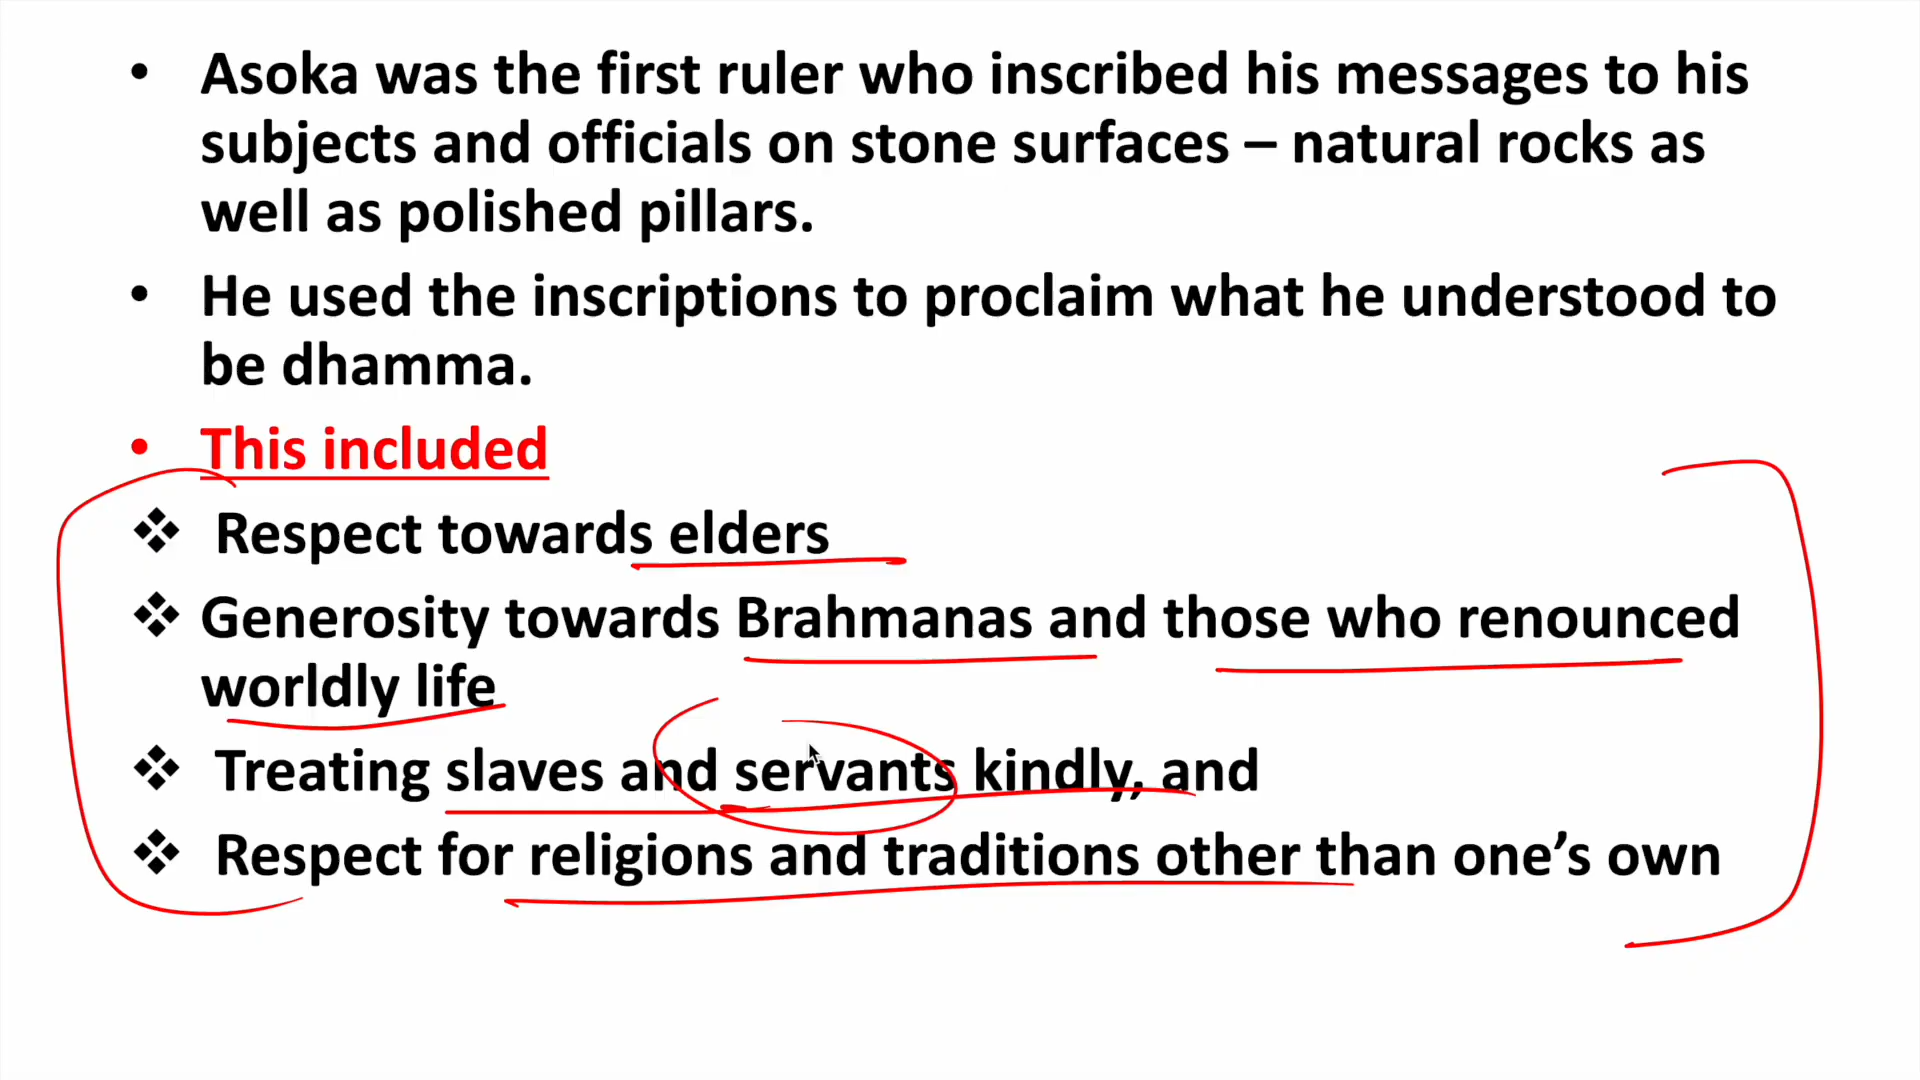 • Asoka was the first ruler who inscribed his messages to his
subjects and officials on stone surfaces – natural rocks as
well as polished pillars.
• He used the inscriptions to proclaim what he understood to
be dhamma.
• This included
❖ Respect towards elders
❖ Generosity towards Brahmanas and those who renounced
worldly life
❖ Treating slaves and servants kindly, and
❖ Respect for religions and traditions other than one’s own